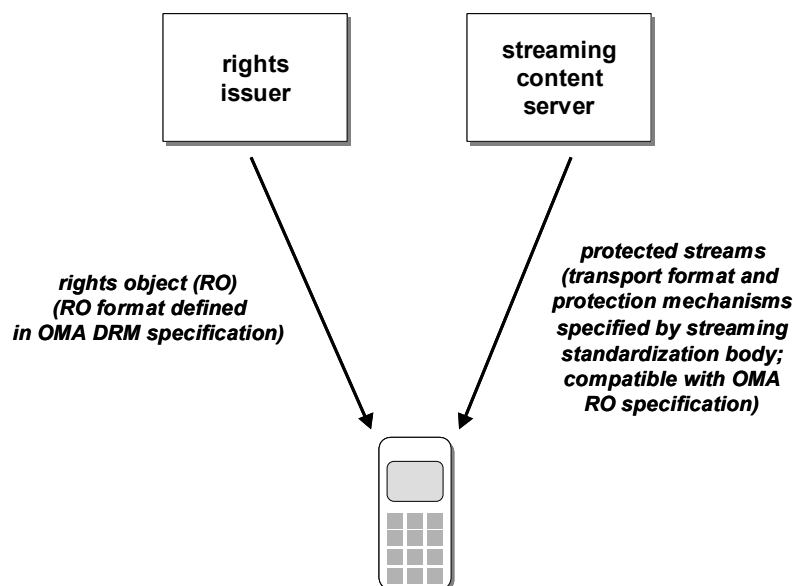 rights
issuer
streaming
content
server
rights object (RO)
(RO format defined
in OMA DRM specification)
protected streams
(transport format and
protection mechanisms
specified by streaming
standardization body;
compatible with OMA
RO specification)